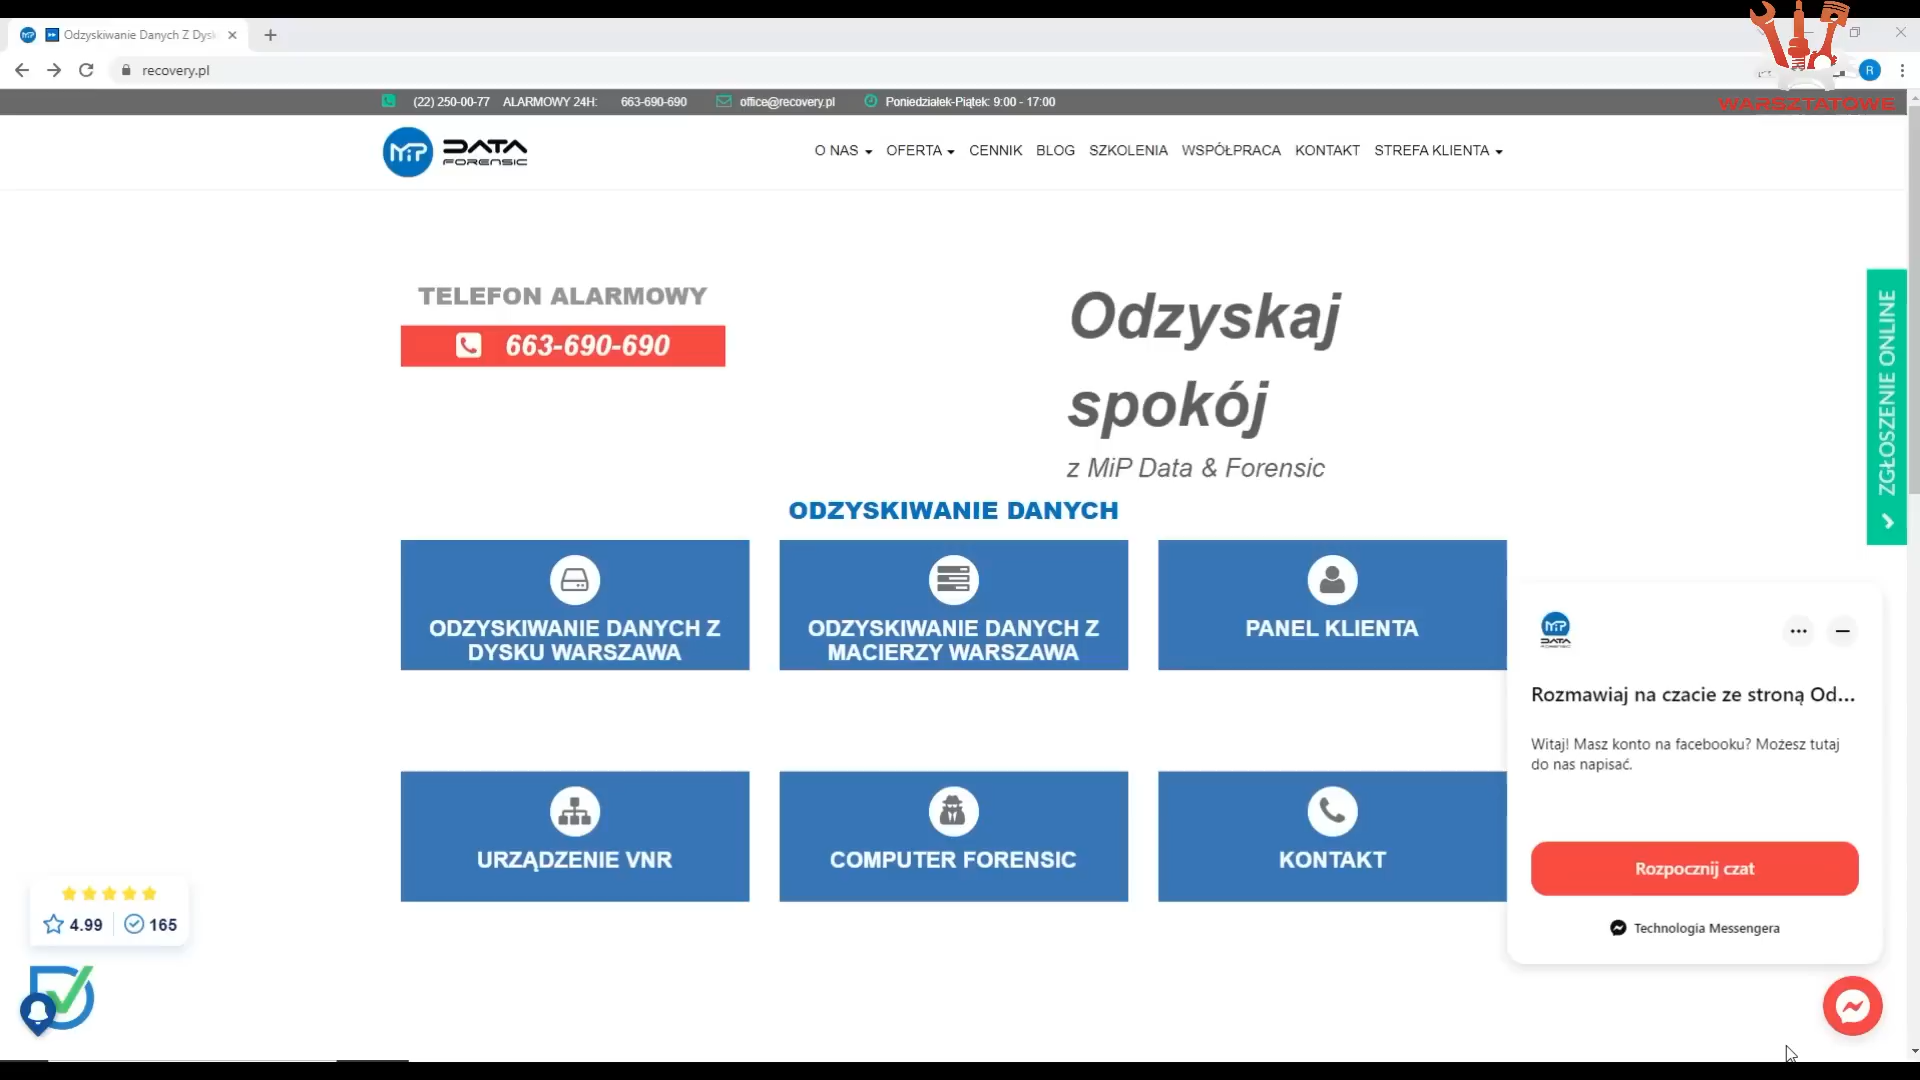 Odzyskiwanie Danych Z Dysk
recovery.pl
R
WARSZTATOWE
(22) 250-00-77 ALARMOWY 24H: 663-690-690 office@recovery.pl Poniedziałek-Piątek: 9:00 - 17:00
MiP DATA FORENSIC
O NAS OFERTA CENNIK BLOG SZKOLENIA WSPÓŁPRACA KONTAKT STREFA KLIENTA
TELEFON ALARMOWY
663-690-690
Odzyskaj
spokój
z MiP Data & Forensic
ZGŁOSZENIE ONLINE
ODZYSKIWANIE DANYCH
ODZYSKIWANIE DANYCH Z
DYSKU WARSZAWA
ODZYSKIWANIE DANYCH Z
MACIERZY WARSZAWA
PANEL KLIENTA
URZĄDZENIE VNR
COMPUTER FORENSIC
KONTAKT
MiP DATA
Rozmawiaj na czacie ze stroną Od...
Witaj! Masz konto na facebooku? Możesz tutaj
do nas napisać.
Rozpocznij czat
Technologia Messengera
4.99 165